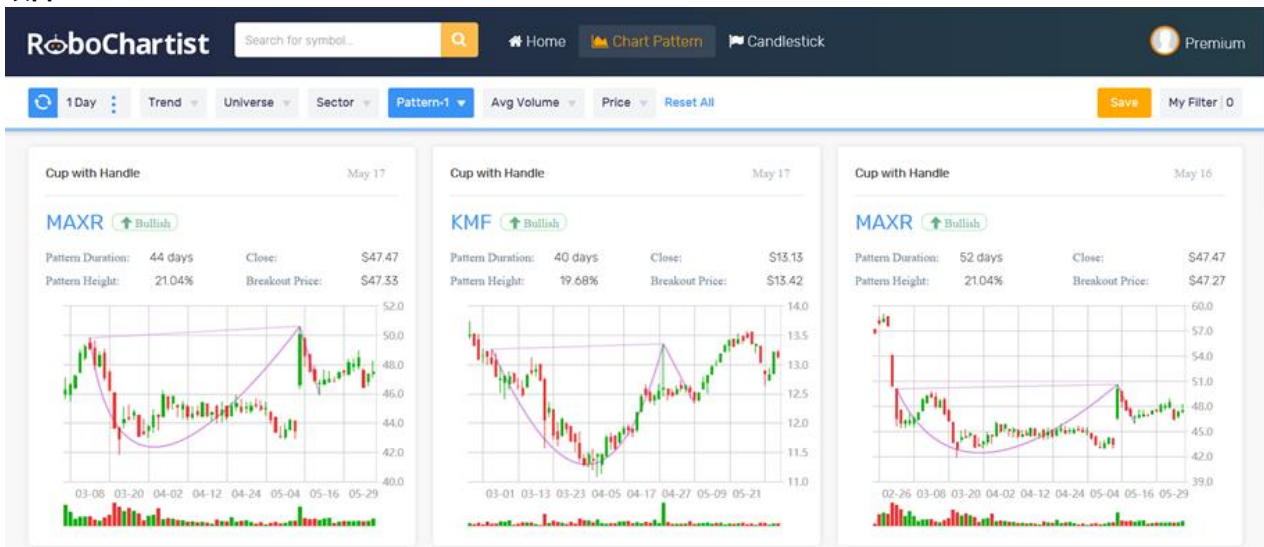 RoboChartist Search for symbol... Home Chart Pattern Candlestick Premium
1 Day Trend Universe Sector Pattern-1 Avg Volume Price Reset All Save My Filter | 0
Cup with Handle May 17
MAXR Bullish
Pattern Duration: 44 days Close: $47.47
Pattern Height: 21.04% Breakout Price: $47.33
52.0
50.0
48.0
46.0
44.0
42.0
40.0
03-08 03-20 04-02 04-12 04-24 05-04 05-16 05-29
Cup with Handle May 17
KMF Bullish
Pattern Duration: 40 days Close: $13.13
Pattern Height: 19.68% Breakout Price: $13.42
14.0
13.5
13.0
12.5
12.0
11.5
11.0
03-01 03-13 03-23 04-05 04-17 04-27 05-09 05-21
Cup with Handle May 16
MAXR Bullish
Pattern Duration: 52 days Close: $47.47
Pattern Height: 21.04% Breakout Price: $47.27
60.0
57.0
54.0
51.0
48.0
45.0
42.0
39.0
02-26 03-08 03-20 04-02 04-12 04-24 05-04 05-16 05-29